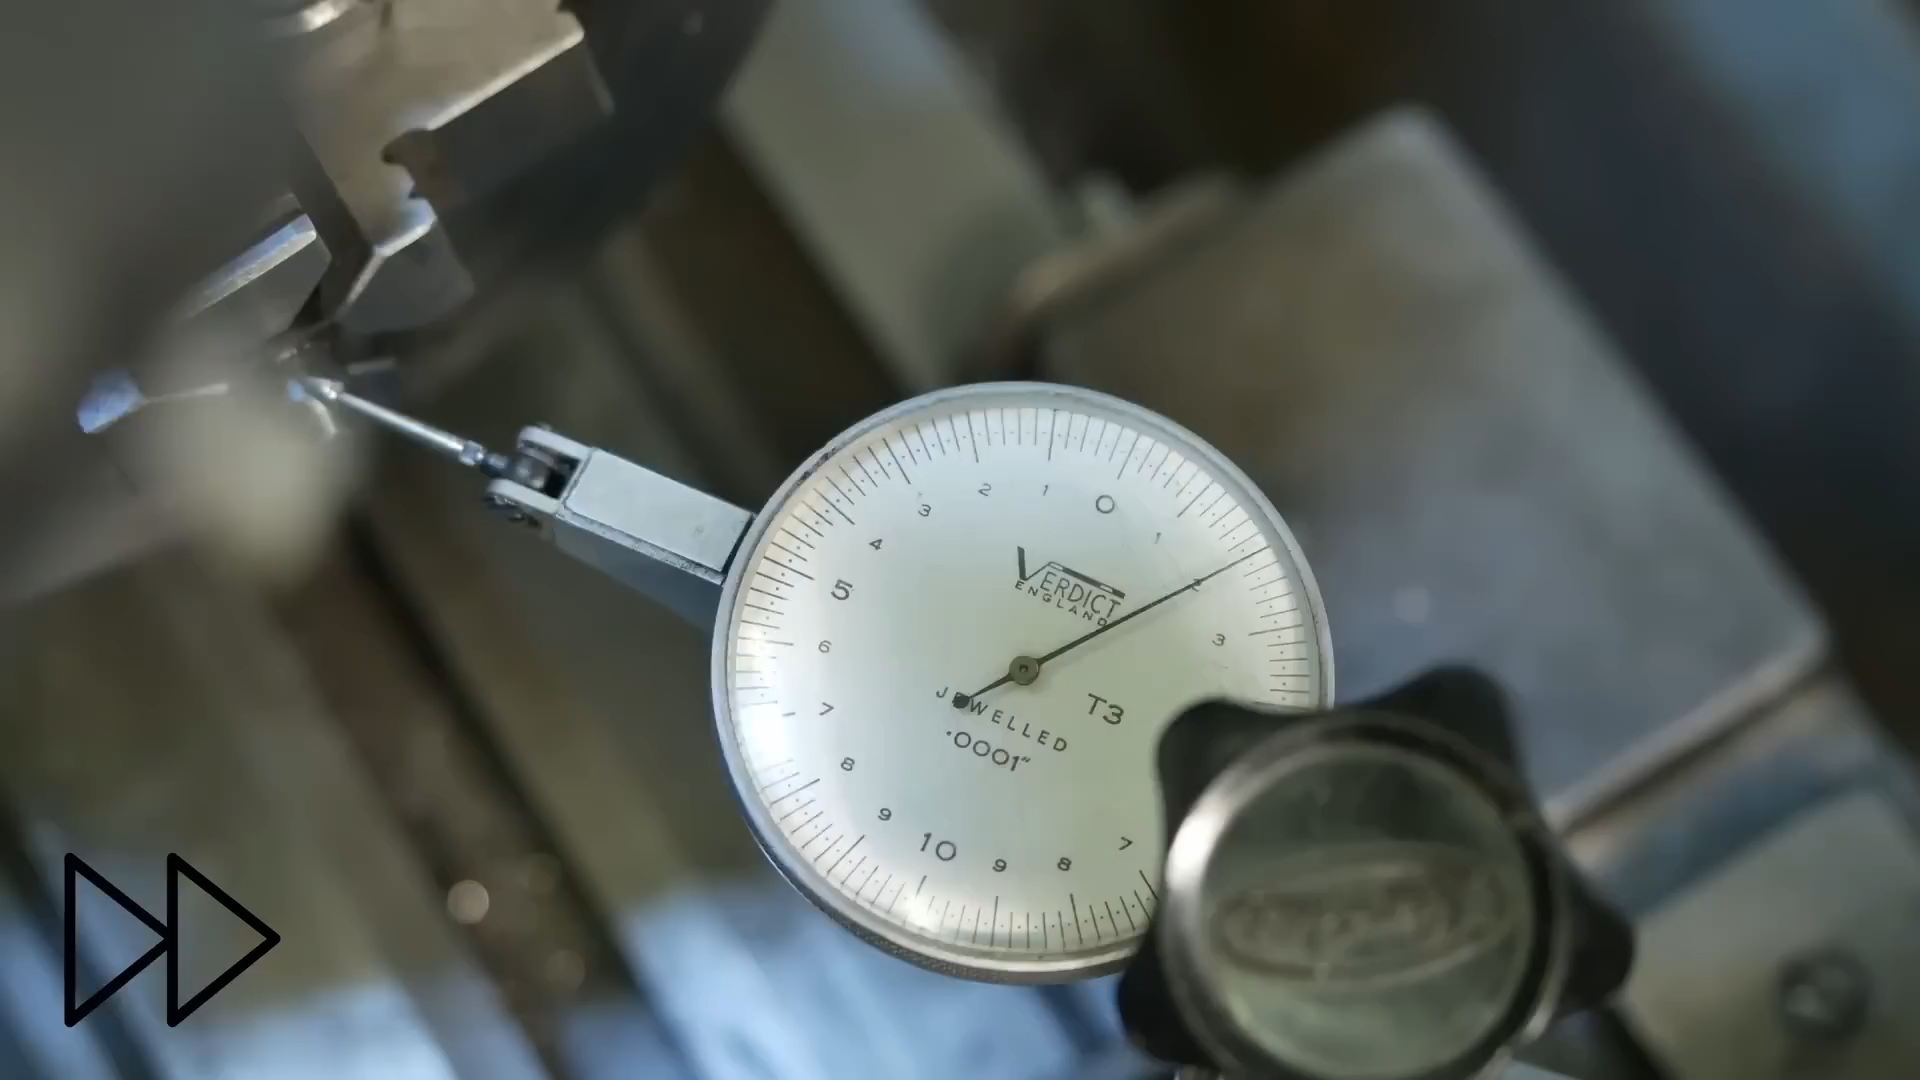 3 2 1 0 1 2 3
4
5
6
7
8
9 10 9 8 7
VERDICT
ENGLAND
T3
JEWELLED
.0001"